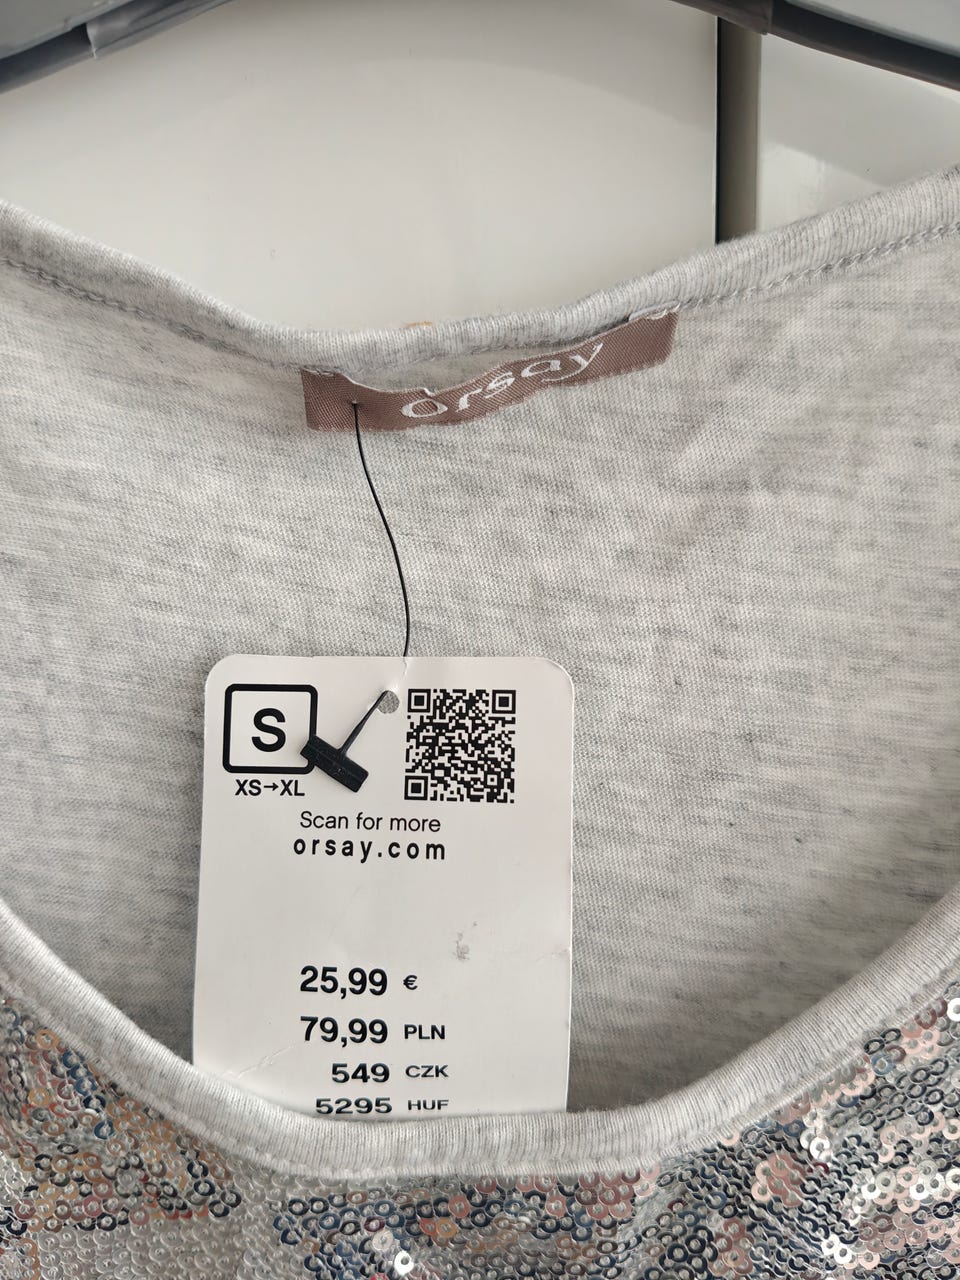 orsay
S
XS→XL
Scan for more
orsay.com
25,99 €
79,99 PLN
549 CZK
5295 HUF